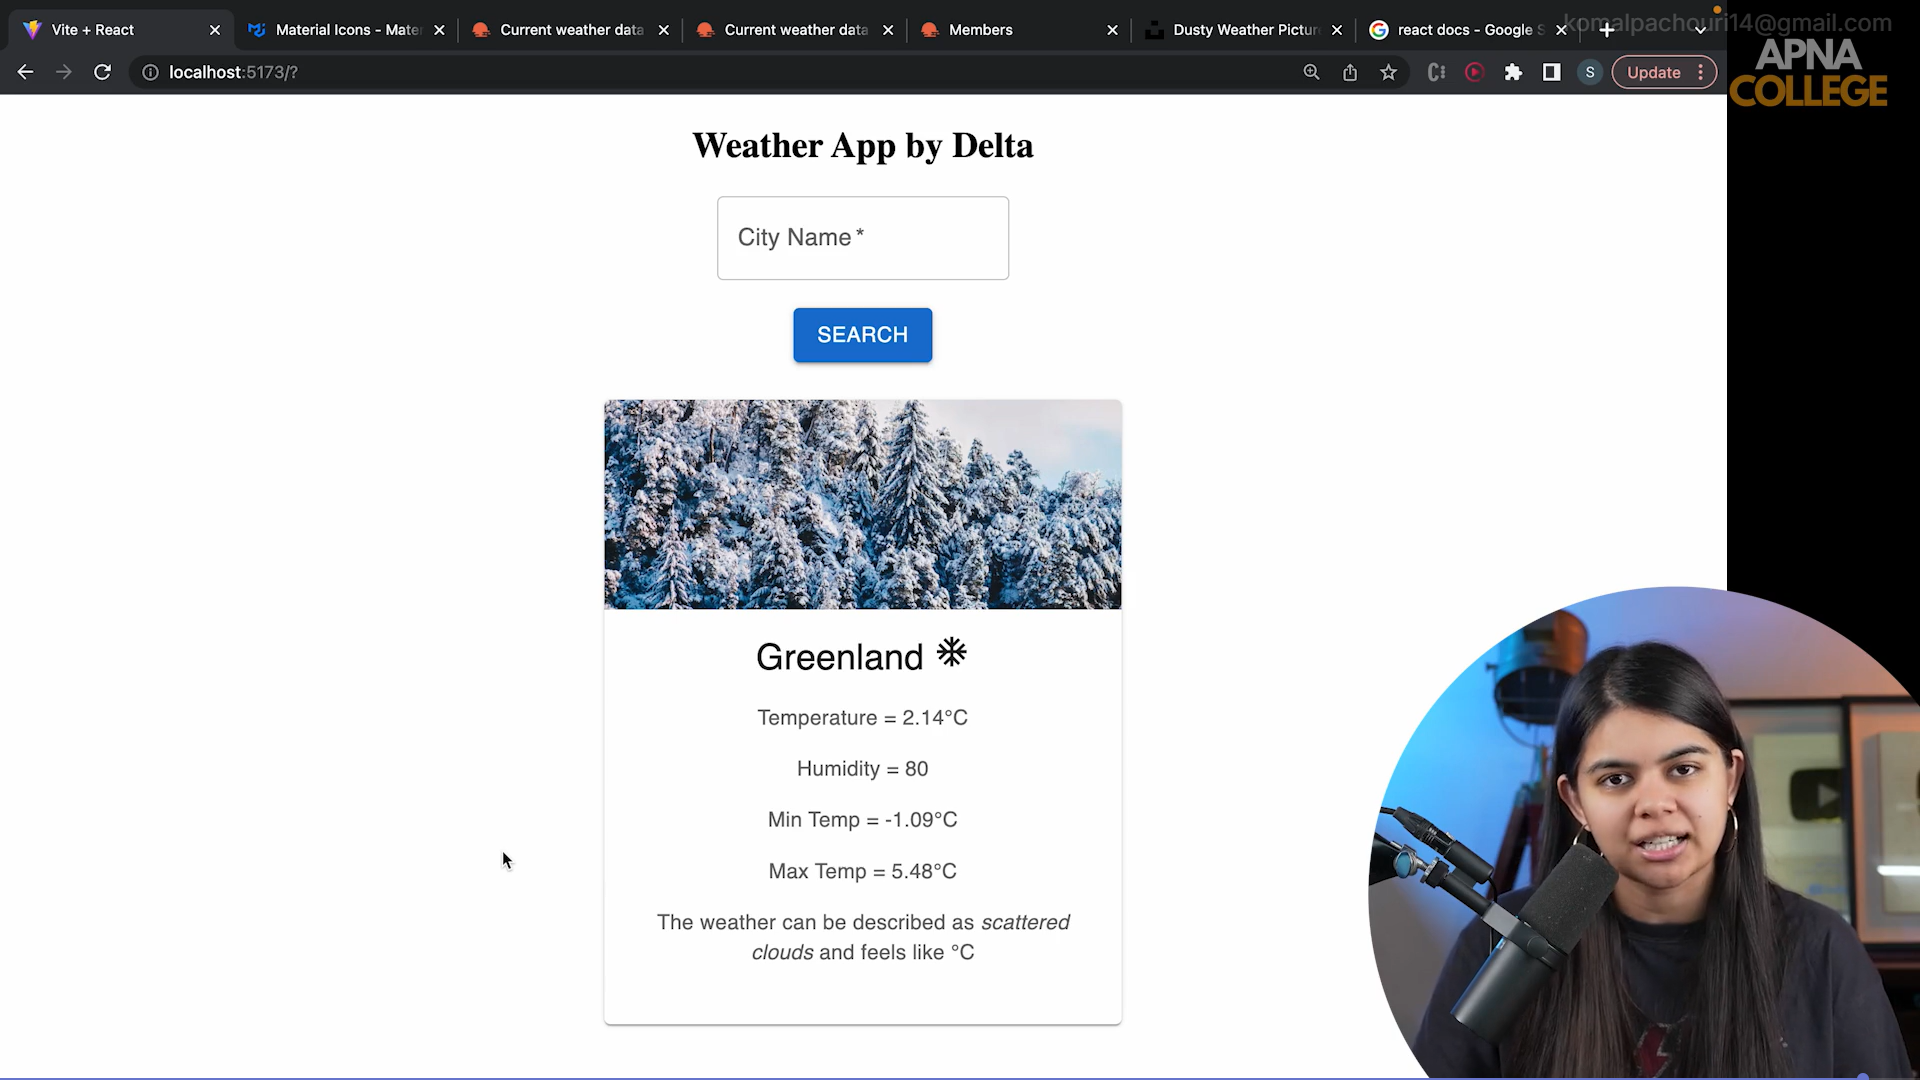 Vite + React
Material Icons - Mater
Current weather data
Current weather data
Members
Dusty Weather Pictur
react docs - Google S
komalpachouri14@gmail.com
localhost:5173/?
S
Update
APNA
COLLEGE
Weather App by Delta
City Name *
SEARCH
Greenland
Temperature = 2.14°C
Humidity = 80
Min Temp = -1.09°C
Max Temp = 5.48°C
The weather can be described as scattered
clouds and feels like °C